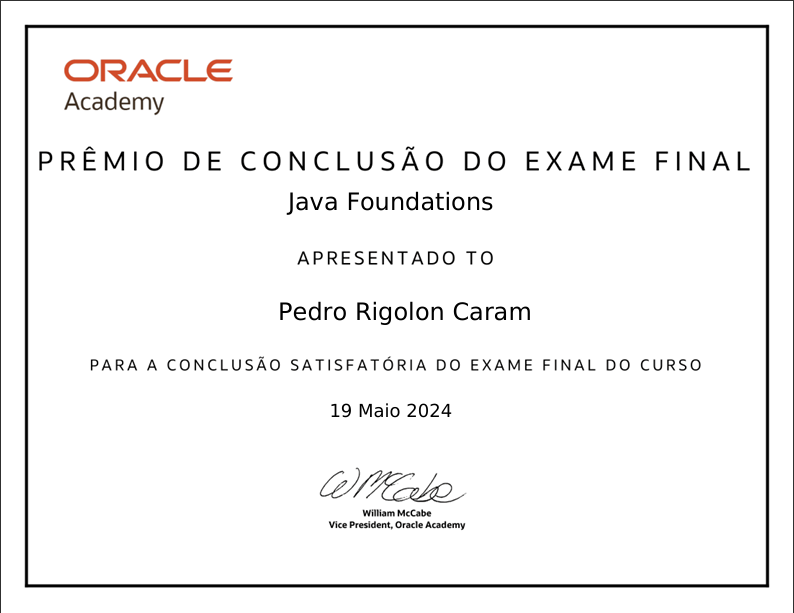 ORACLE
Academy
PRÊMIO DE CONCLUSÃO DO EXAME FINAL
Java Foundations
APRESENTADO TO
Pedro Rigolon Caram
PARA A CONCLUSÃO SATISFATÓRIA DO EXAME FINAL DO CURSO
19 Maio 2024
W McCabe
William McCabe
Vice President, Oracle Academy